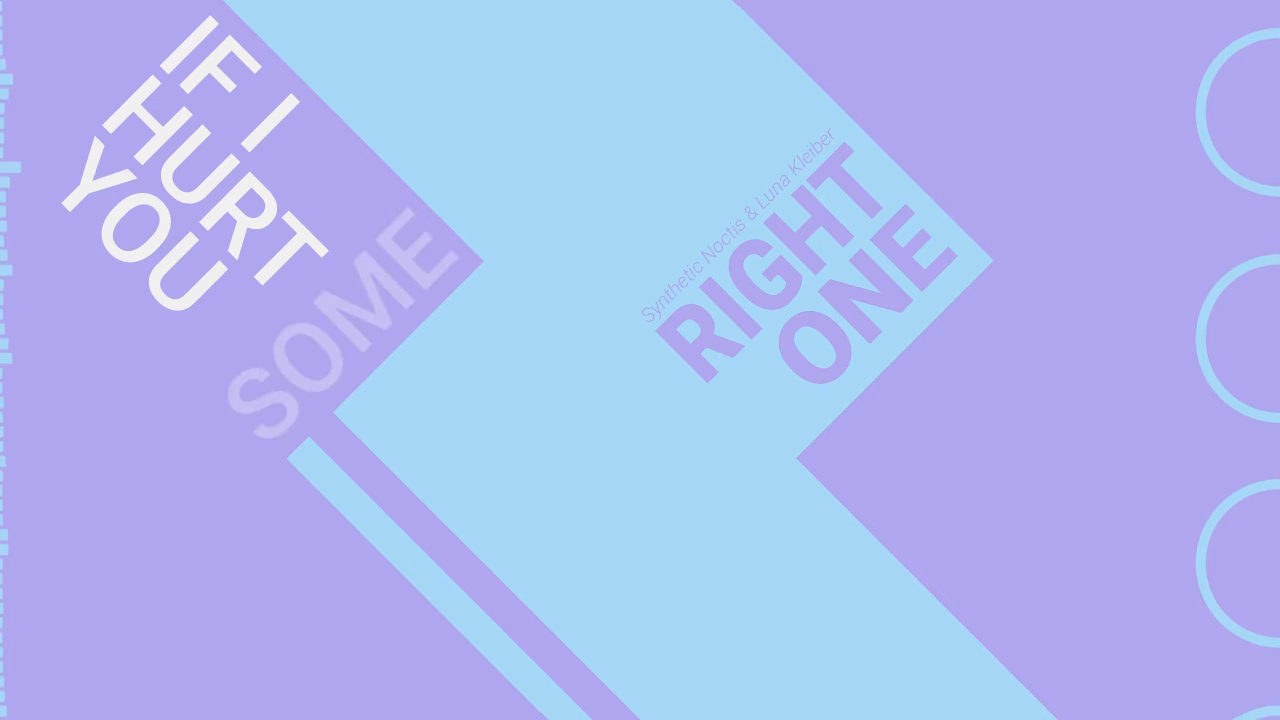 IF I
HURT
YOU
SOME
Synthetic Noctis & Luna Kleiber
RIGHT
ONE